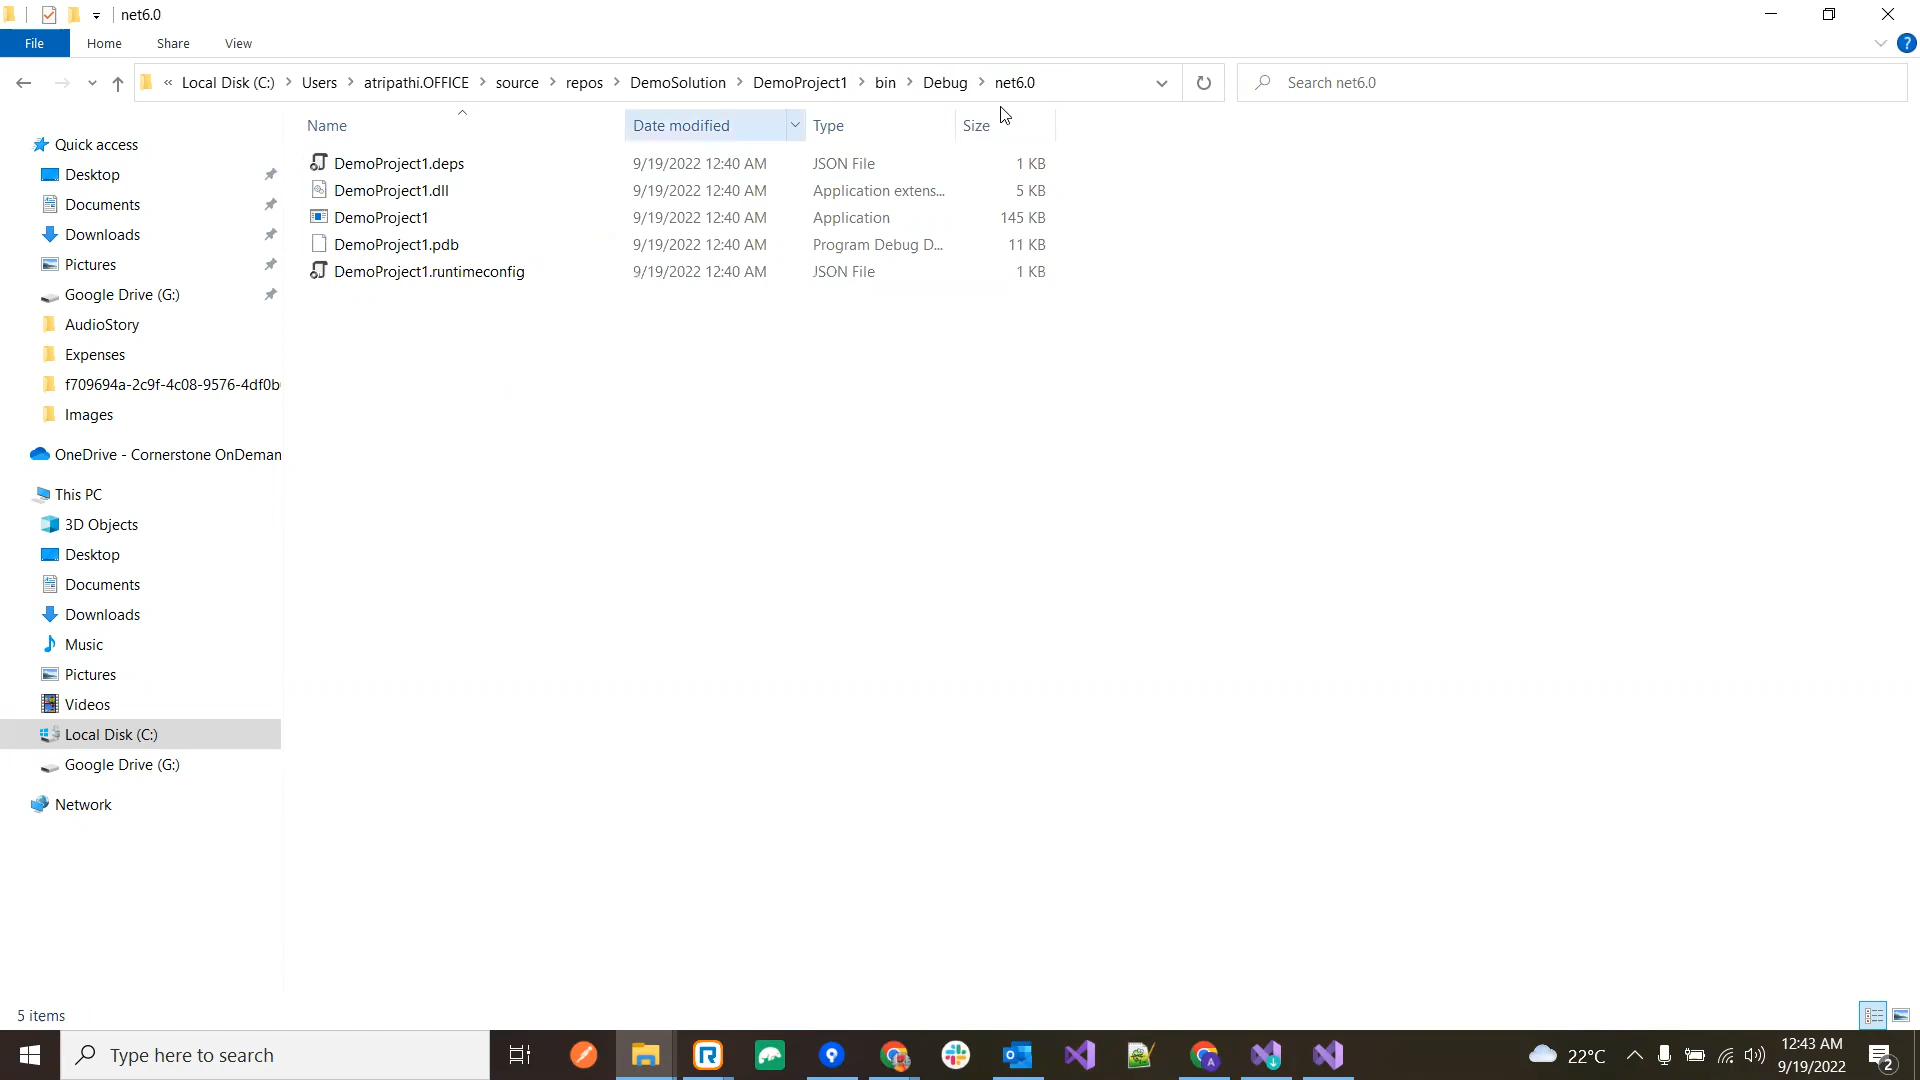 net6.0
File Home Share View
« Local Disk (C:) > Users > atripathi.OFFICE > source > repos > DemoSolution > DemoProject1 > bin > Debug > net6.0
Search net6.0
Name Date modified Type Size
DemoProject1.deps 9/19/2022 12:40 AM JSON File 1 KB
DemoProject1.dll 9/19/2022 12:40 AM Application extens... 5 KB
DemoProject1 9/19/2022 12:40 AM Application 145 KB
DemoProject1.pdb 9/19/2022 12:40 AM Program Debug D... 11 KB
DemoProject1.runtimeconfig 9/19/2022 12:40 AM JSON File 1 KB
Quick access
Desktop
Documents
Downloads
Pictures
Google Drive (G:)
AudioStory
Expenses
f709694a-2c9f-4c08-9576-4df0b
Images
OneDrive - Cornerstone OnDeman
This PC
3D Objects
Desktop
Documents
Downloads
Music
Pictures
Videos
Local Disk (C:)
Google Drive (G:)
Network
5 items
Type here to search
22°C
12:43 AM
9/19/2022
2